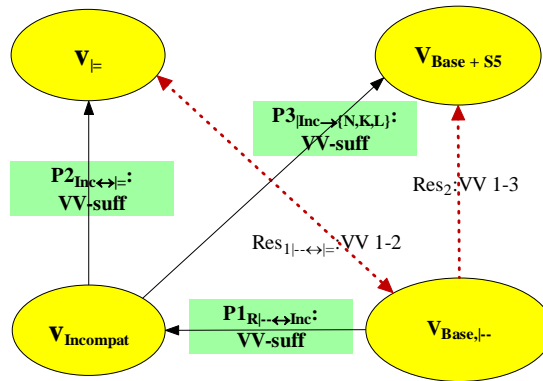 v|=
V Base + S5
P3|Inc→{N,K,L}:
VV-suff
P2Inc↔|=:
VV-suff
Res2:VV 1-3
Res1|--↔|=:VV 1-2
P1R|--↔Inc:
VV-suff
vIncompat
vBase,|--